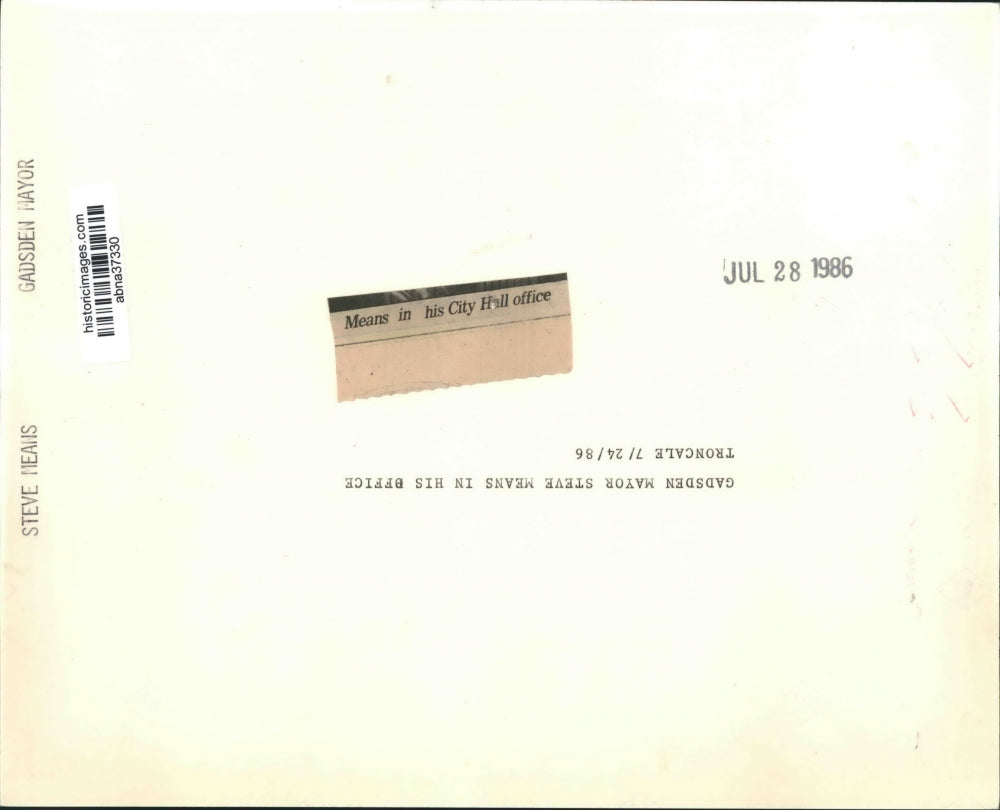 STEVE MEANS GADSDEN MAYOR
historicimages.com
abna37330
Means in his City Hall office
JUL 28 1986
GADSDEN MAYOR STEVE MEANS IN HIS OFFICE
TRONCALE 7/24/86